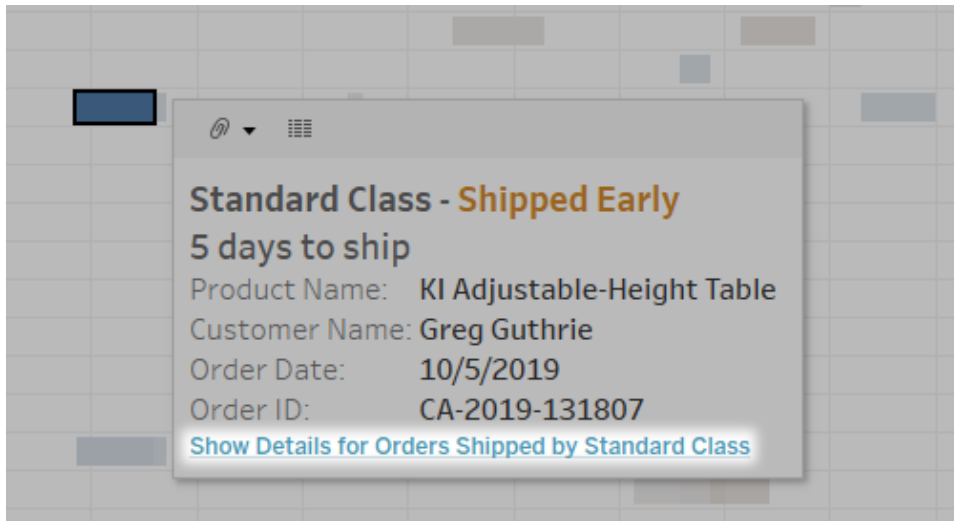 Standard Class - Shipped Early
5 days to ship
Product Name: KI Adjustable-Height Table
Customer Name: Greg Guthrie
Order Date: 10/5/2019
Order ID: CA-2019-131807
Show Details for Orders Shipped by Standard Class